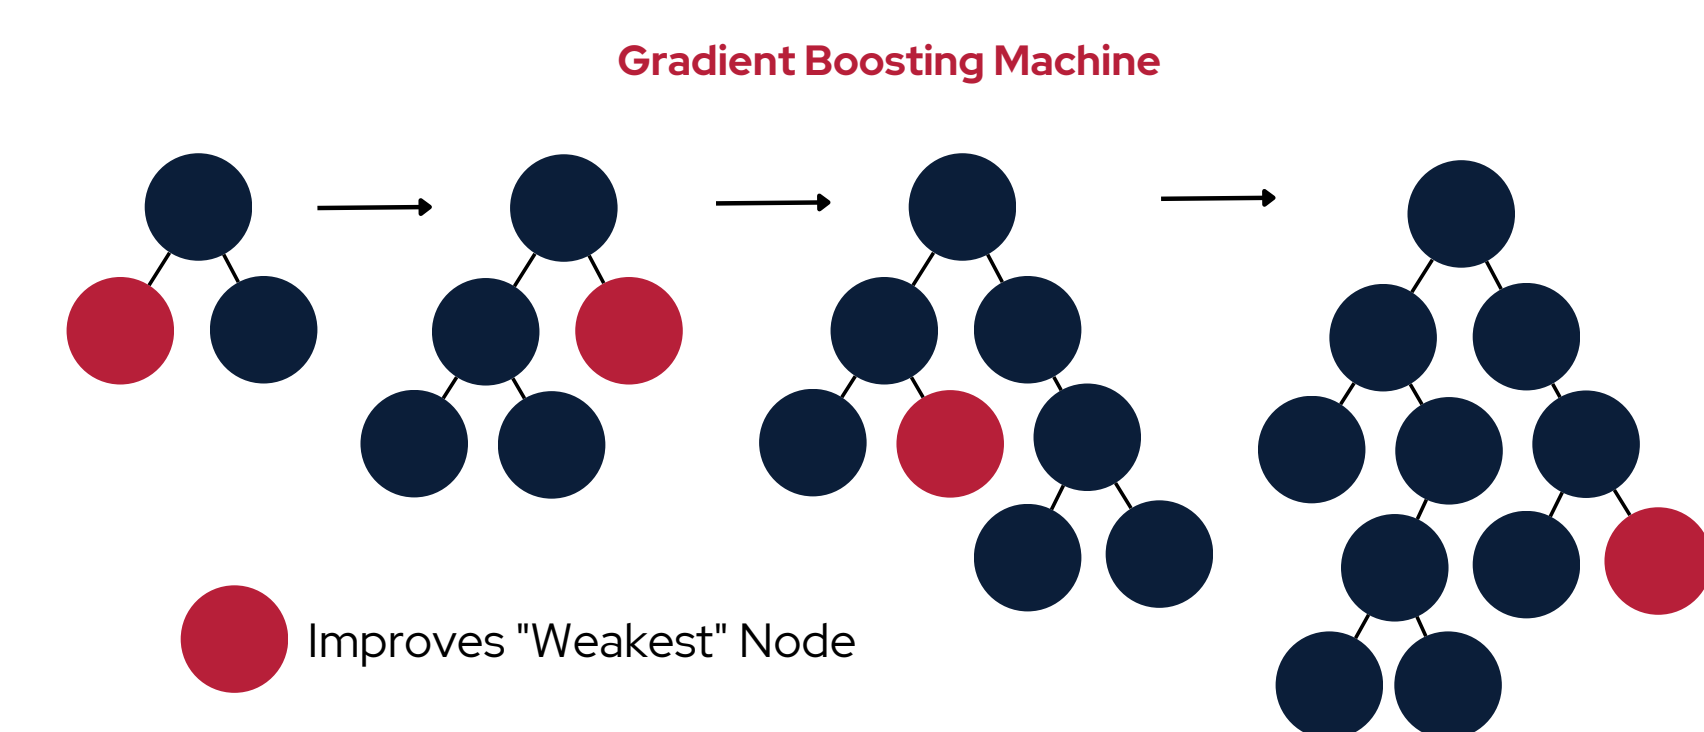 Gradient Boosting Machine
Improves "Weakest" Node